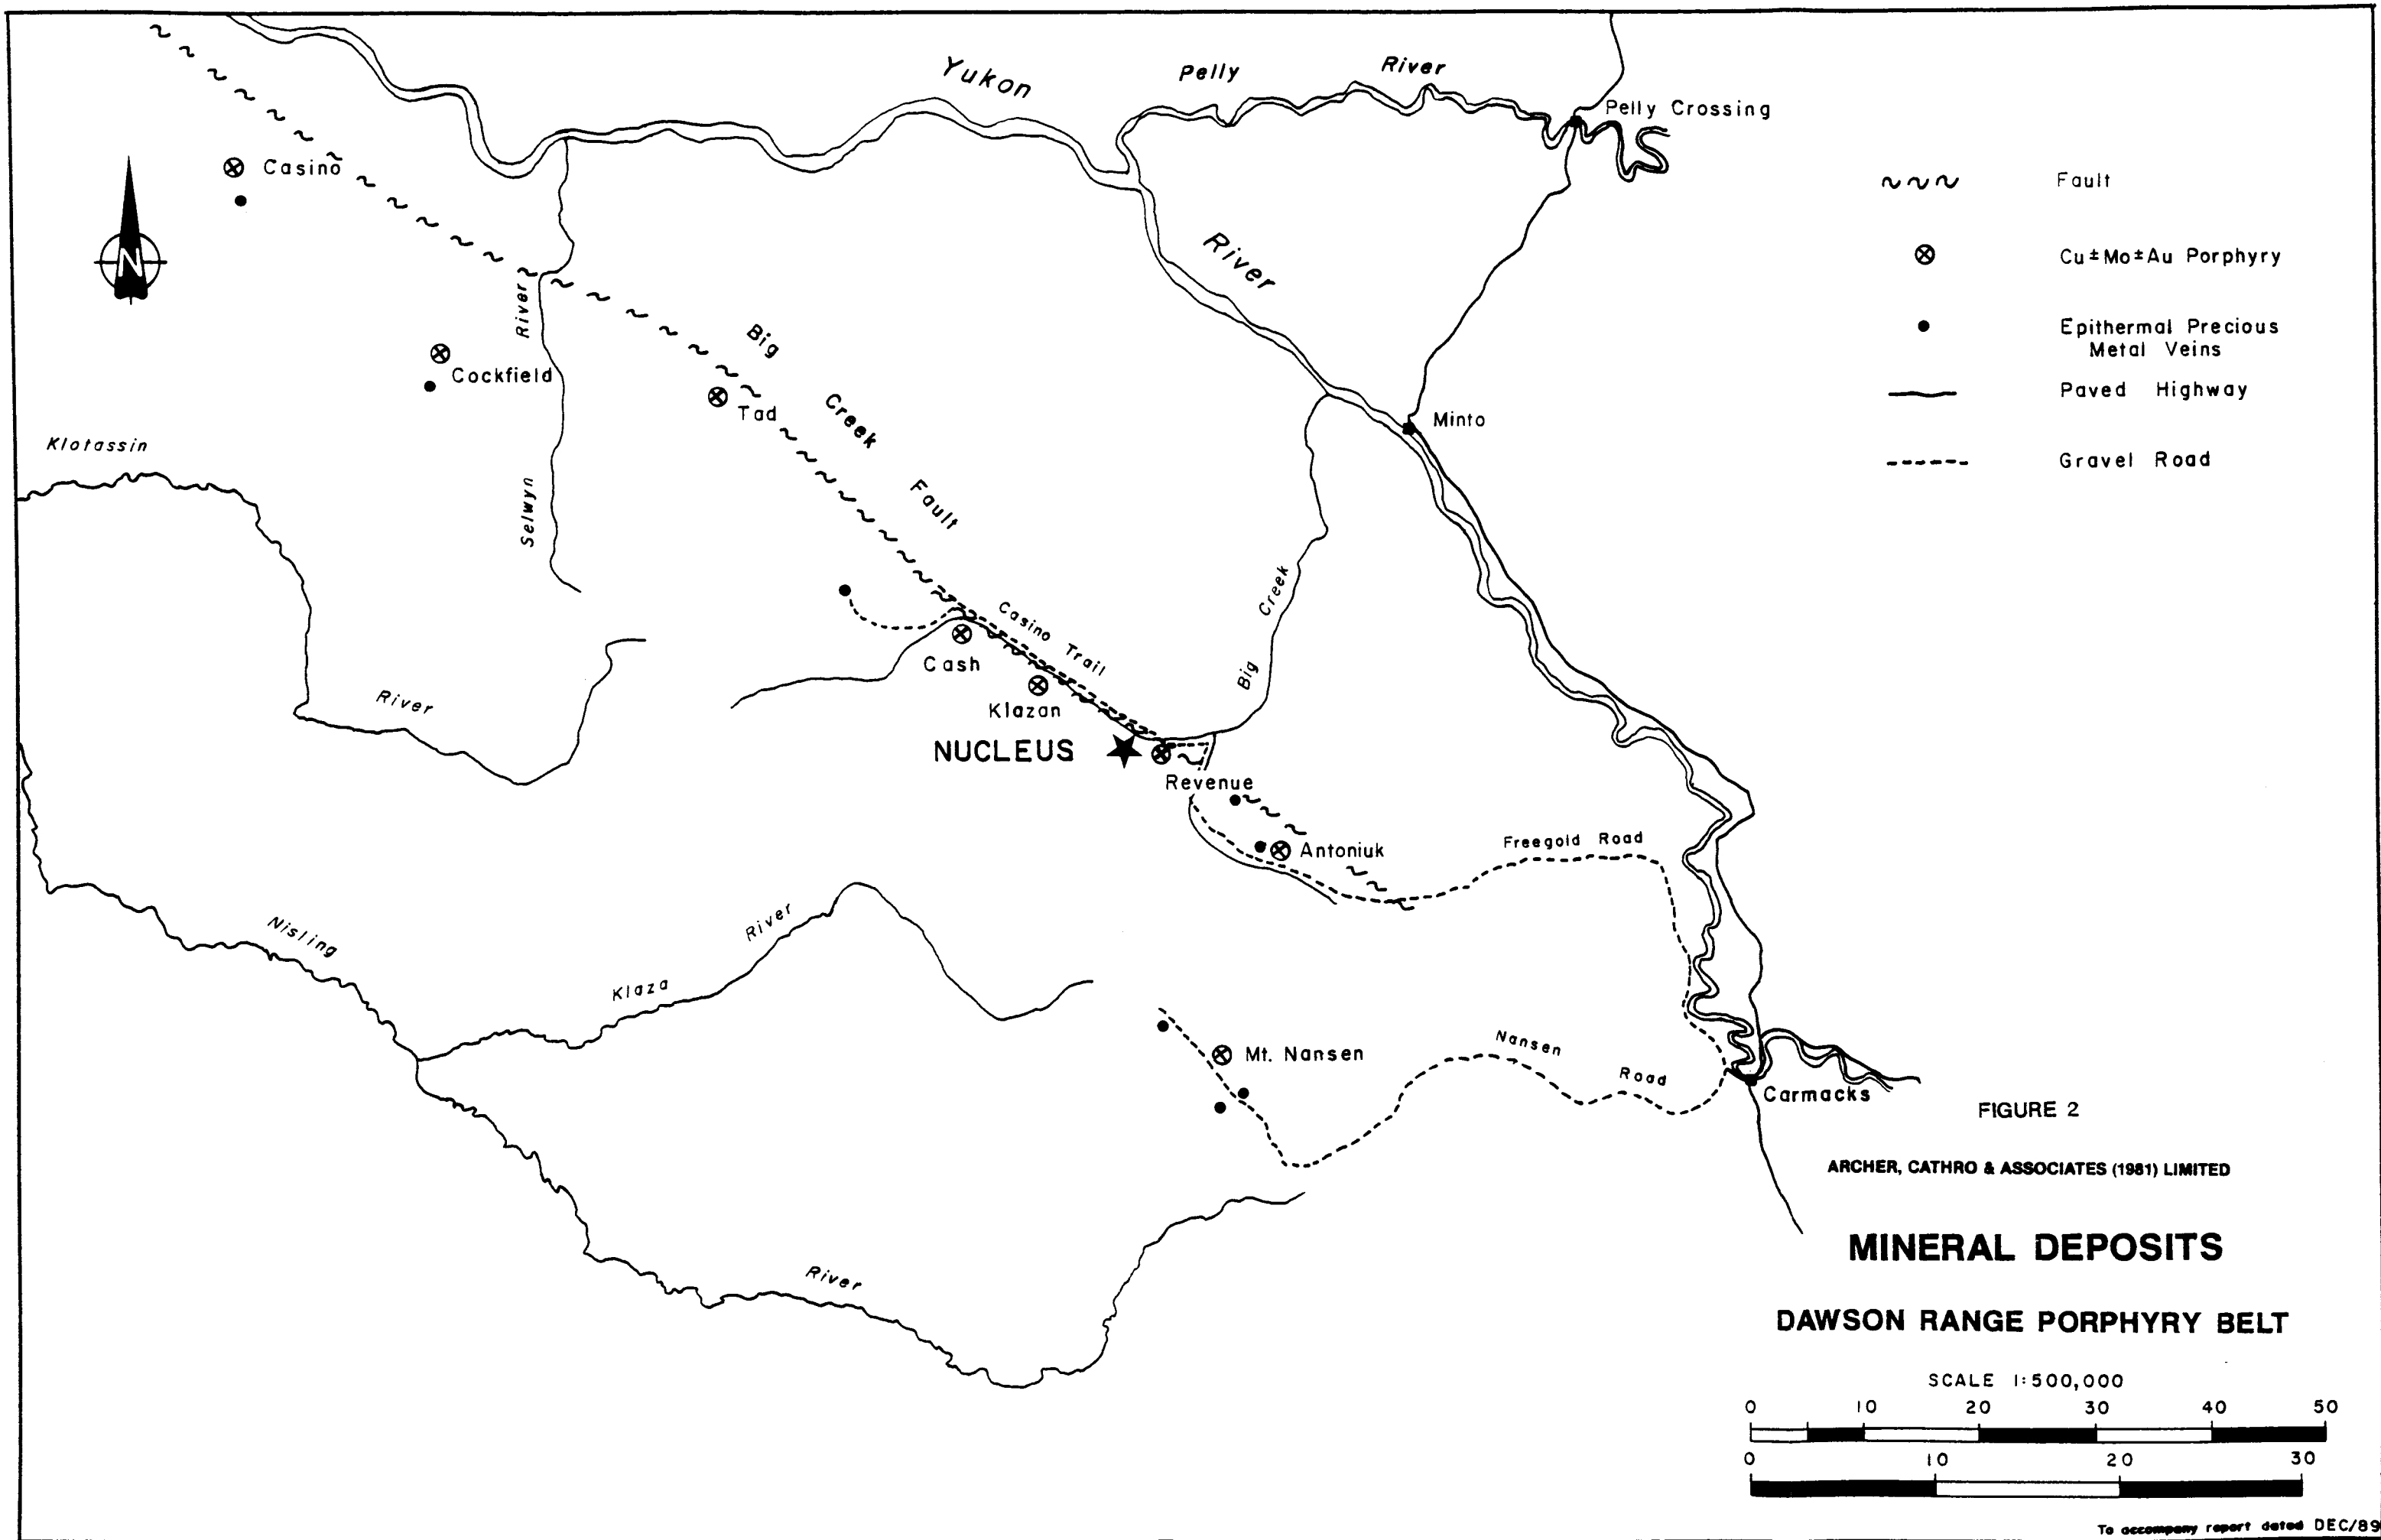 Yukon
River
Pelly
River
Pelly Crossing
Casino
N
River
Selwyn
Cockfield
Tad
Big
Creek
Fault
Klotassin
River
Minto
Fault
Cu±Mo±Au Porphyry
Epithermal Precious
Metal Veins
Paved Highway
Gravel Road
Casino
Trail
Cash
Klazan
Big
Creek
NUCLEUS
Revenue
Antoniuk
Freegold Road
Nisling
River
Klaza
River
Mt. Nansen
Nansen
Road
Carmacks
FIGURE 2
ARCHER, CATHRO & ASSOCIATES (1981) LIMITED
MINERAL DEPOSITS
DAWSON RANGE PORPHYRY BELT
SCALE 1:500,000
0 10 20 30 40 50
0 10 20 30
To accompany report dated DEC/89